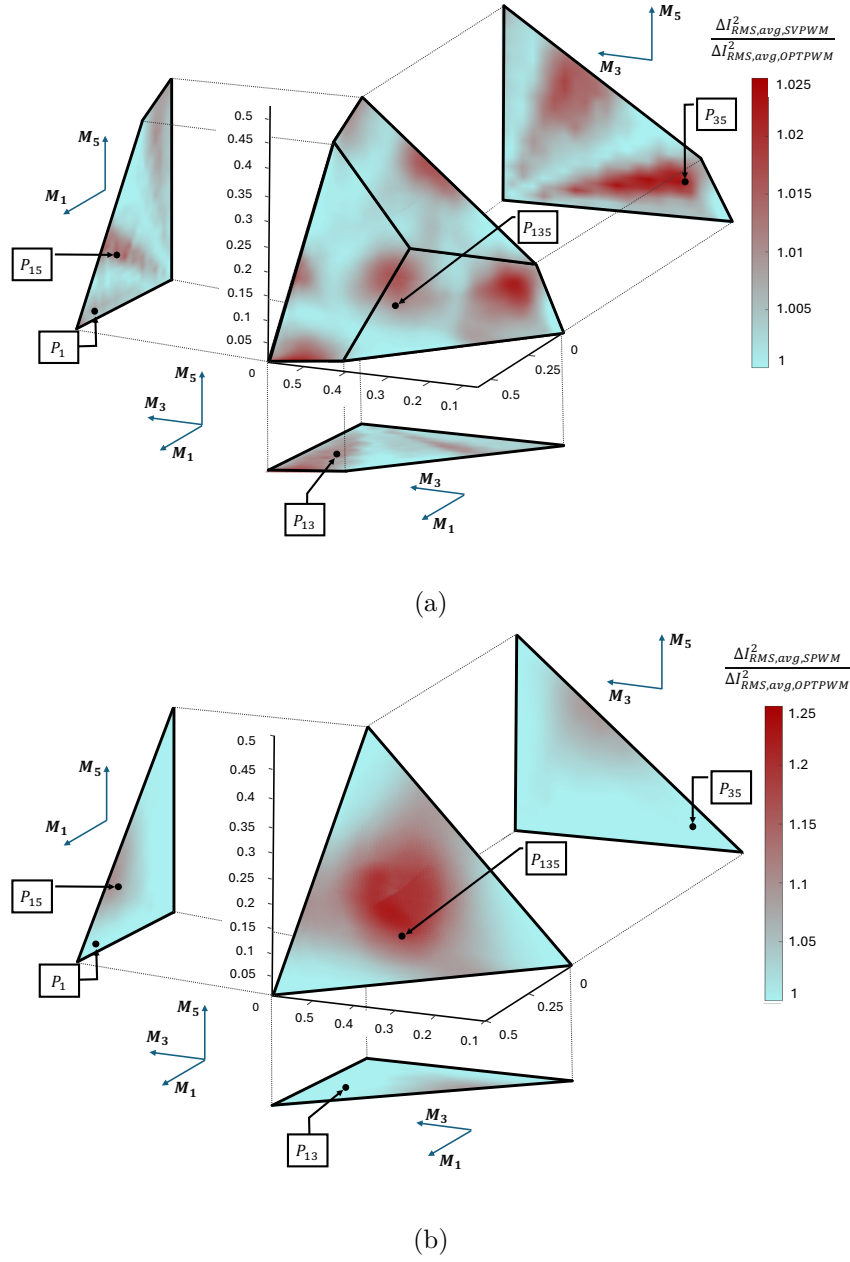 M₅
ΔI²_RMS,avg,SVPWM
ΔI²_RMS,avg,OPTPWM
M₃
1.025
1.02
1.015
1.01
1.005
1
P₃₅
0.5
0.45
0.4
0.35
0.3
0.25
0.2
0.15
0.1
0.05
0
M₅
M₁
P₁₃₅
P₁₅
P₁
0.5
0.4
0.3
0.2
0.1
0.5
0.25
0
M₅
M₃
M₁
M₃
M₁
P₁₃
(a)
M₅
ΔI²_RMS,avg,SPWM
ΔI²_RMS,avg,OPTPWM
M₃
1.25
1.2
1.15
1.1
1.05
1
P₃₅
0.5
0.45
0.4
0.35
0.3
0.25
0.2
0.15
0.1
0.05
0
M₅
M₁
P₁₃₅
P₁₅
P₁
0.5
0.4
0.3
0.2
0.1
0.5
0.25
0
M₅
M₃
M₁
M₃
M₁
P₁₃
(b)